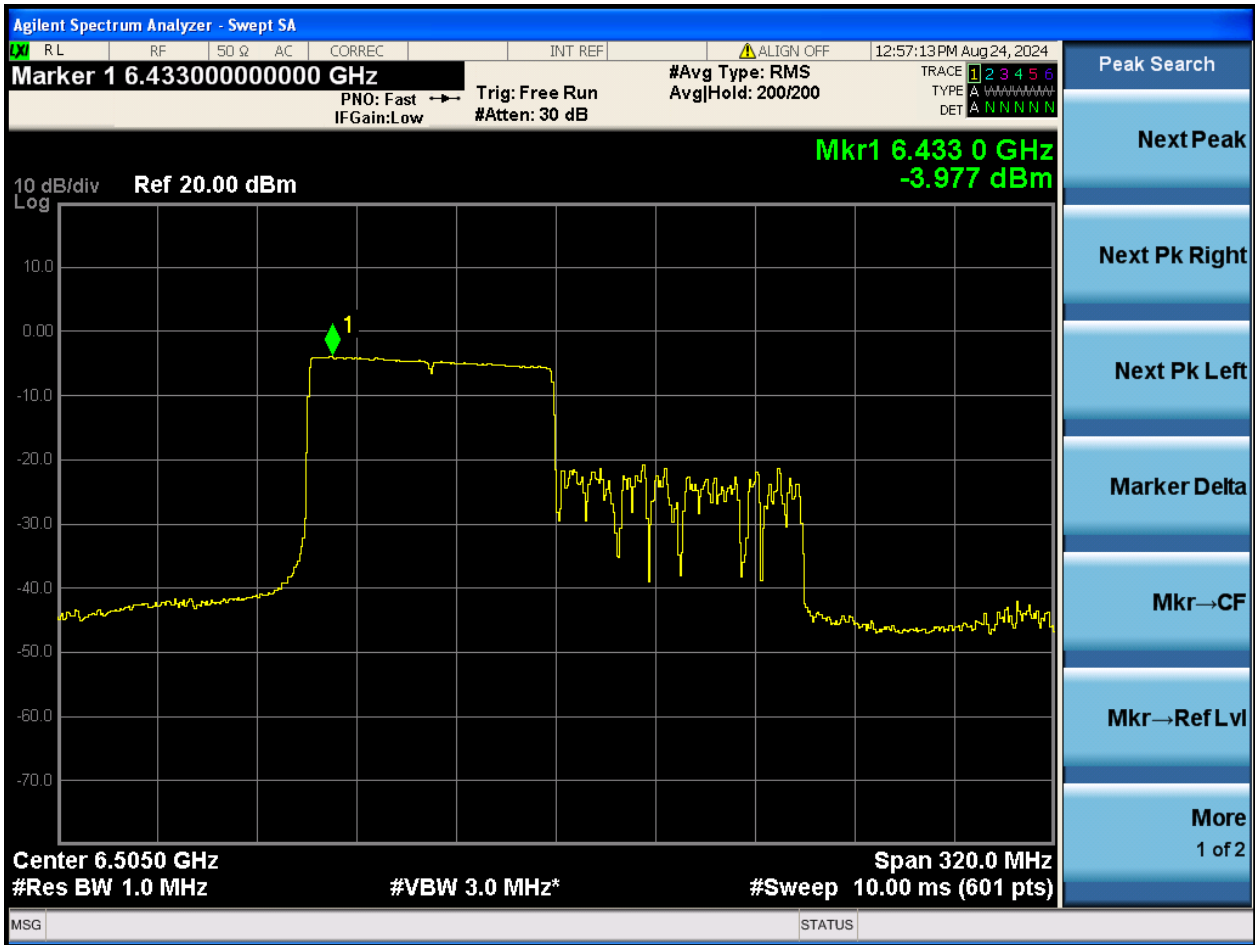 Agilent Spectrum Analyzer - Swept SA
LXI RL RF 50 Ω AC CORREC INT REF ALIGN OFF 12:57:13 PM Aug 24, 2024
Marker 1 6.433000000000 GHz
PNO: Fast
IFGain:Low
Trig: Free Run
#Atten: 30 dB
#Avg Type: RMS
Avg|Hold: 200/200
TRACE 1 2 3 4 5 6
TYPE A
DET A N N N N N
Mkr1 6.433 0 GHz
-3.977 dBm
10 dB/div Ref 20.00 dBm
Log
10.0
0.00
-10.0
-20.0
-30.0
-40.0
-50.0
-60.0
-70.0
1
Center 6.5050 GHz Span 320.0 MHz
#Res BW 1.0 MHz #VBW 3.0 MHz* #Sweep 10.00 ms (601 pts)
MSG STATUS
Peak Search
Next Peak
Next Pk Right
Next Pk Left
Marker Delta
Mkr→CF
Mkr→Ref Lvl
More
1 of 2